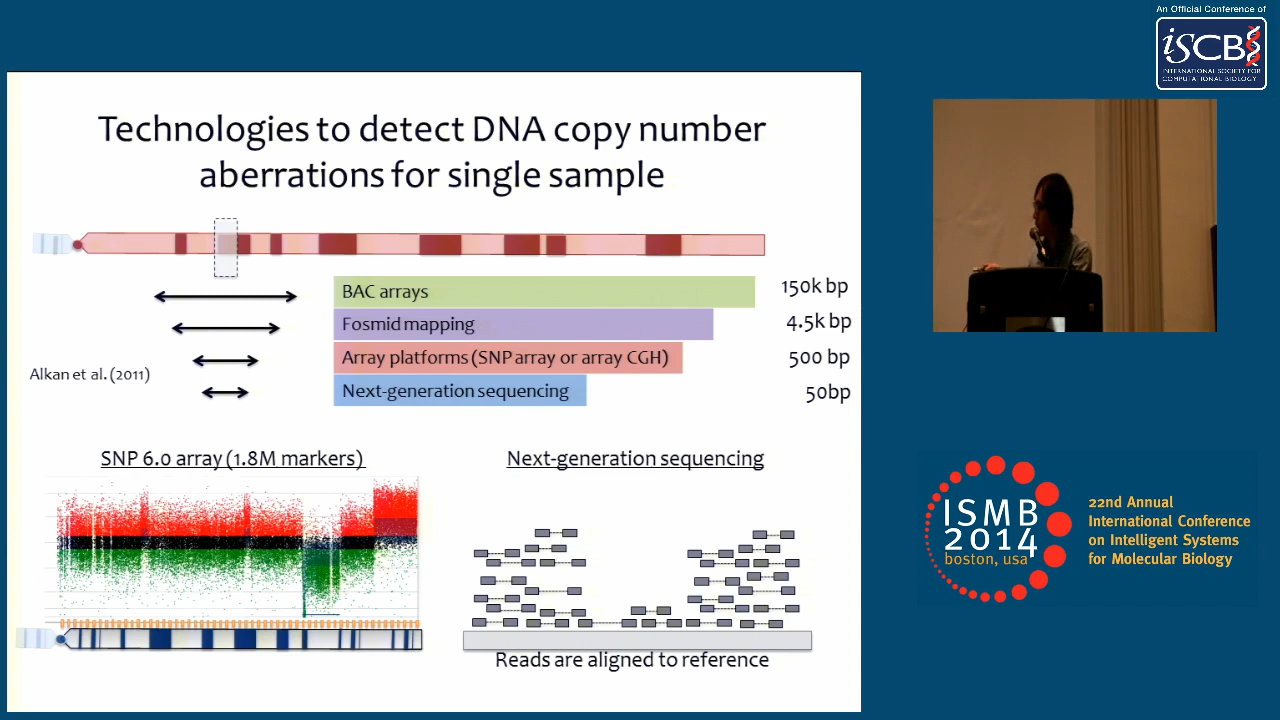 An Official Conference of
iSCB
INTERNATIONAL SOCIETY FOR
COMPUTATIONAL BIOLOGY
Technologies to detect DNA copy number
aberrations for single sample
BAC arrays 150k bp
Fosmid mapping 4.5k bp
Array platforms (SNP array or array CGH) 500 bp
Alkan et al. (2011)
Next-generation sequencing 50bp
SNP 6.0 array (1.8M markers)
Next-generation sequencing
Reads are aligned to reference
ISMB
2014
boston, usa
22nd Annual
International Conference
on Intelligent Systems
for Molecular Biology